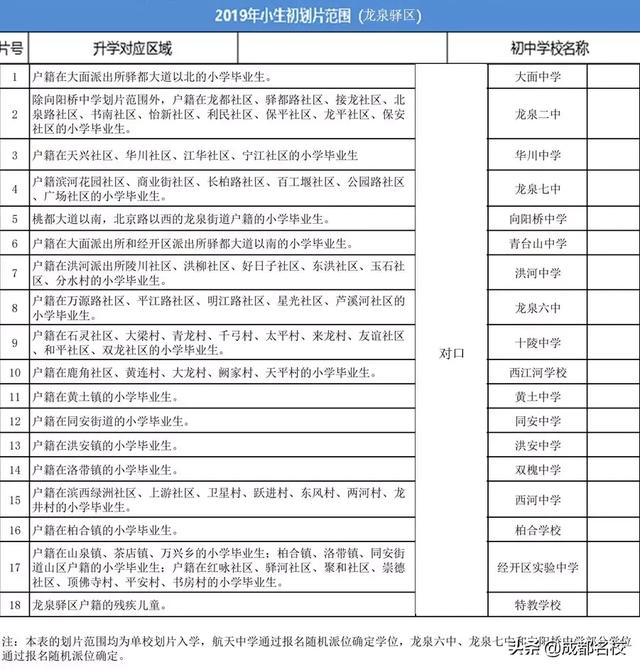 2019年小生初划片范围 (龙泉驿区)
片号 升学对应区域 初中学校名称
1 户籍在大面派出所驿都大道以北的小学毕业生。 大面中学
2 除向阳桥中学划片范围外，户籍在龙都社区、驿都路社区、接龙社区、北
泉路社区、书南社区、怡新社区、利民社区、保平社区、龙平社区、保安
社区的小学毕业生。 龙泉二中
3 户籍在天兴社区、华川社区、江华社区、宁江社区的小学毕业生 华川中学
4 户籍滨河花园社区、商业街社区、长柏路社区、百工堰社区、公园路社区
、广场社区的小学毕业生。 龙泉七中
5 桃都大道以南，北京路以西的龙泉街道户籍的小学毕业生。 向阳桥中学
6 户籍在大面派出所和经开区派出所驿都大道以南的小学毕业生。 青台山中学
7 户籍在洪河派出所陵川社区、洪柳社区、好日子社区、东洪社区、玉石社
区、分水村的小学毕业生。 洪河中学
8 户籍在万源路社区、平江路社区、明江路社区、星光社区、芦溪河社区的
小学毕业生。 龙泉六中
9 户籍在石灵社区、大梁村、青龙村、千弓村、太平村、来龙村、友谊社区
、和平社区、双龙社区的小学毕业生。 十陵中学
对口
10 户籍在鹿角社区、黄连村、大龙村、阙家村、天平村的小学毕业生。 西江河学校
11 户籍在黄土镇的小学毕业生。 黄土中学
12 户籍在同安街道的小学毕业生。 同安中学
13 户籍在洪安镇的小学毕业生。 洪安中学
14 户籍在洛带镇的小学毕业生。 双槐中学
15 户籍在滨西绿洲社区、上游社区、卫星村、跃进村、东风村、两河村、龙
井村的小学毕业生。 西河中学
16 户籍在柏合镇的小学毕业生。 柏合学校
17 户籍在山泉镇、茶店镇、万兴乡的小学毕业生；柏合镇、洛带镇、同安街
道山区户籍的小学毕业生；户籍在红咏社区、驿河社区、聚和社区、崇德
社区、顶佛寺村、平安村、书房村的小学毕业生。 经开区实验中学
18 龙泉驿区户籍的残疾儿童。 特教学校
注：本表的划片范围均为单校划片入学，航天中学通过报名随机派位确定学位，龙泉六中、龙泉七中和向阳桥中学部分学位
通过报名随机派位确定。
头条 @成都名校